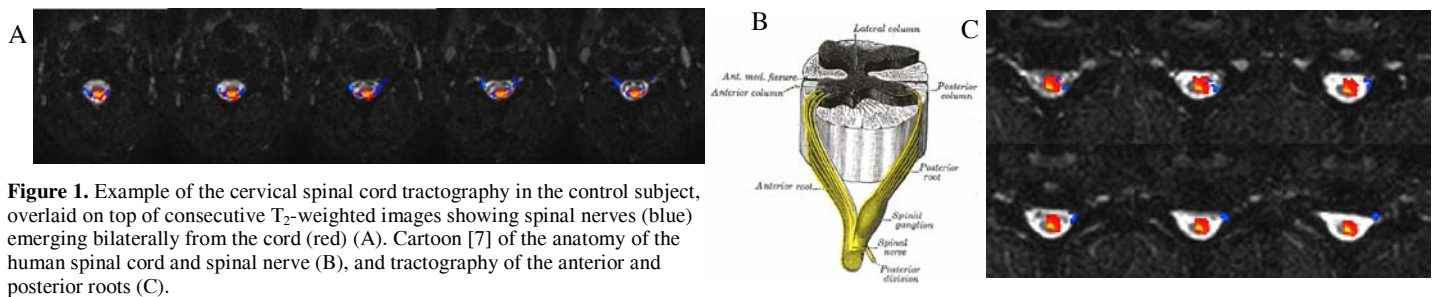 A
B
C
Lateral column
Ant. med. fissure
Anterior column
Posterior column
Anterior root
Posterior root
Spinal ganglion
Spinal nerve
Posterior division
Figure 1. Example of the cervical spinal cord tractography in the control subject,
overlaid on top of consecutive T₂-weighted images showing spinal nerves (blue)
emerging bilaterally from the cord (red) (A). Cartoon [7] of the anatomy of the
human spinal cord and spinal nerve (B), and tractography of the anterior and
posterior roots (C).